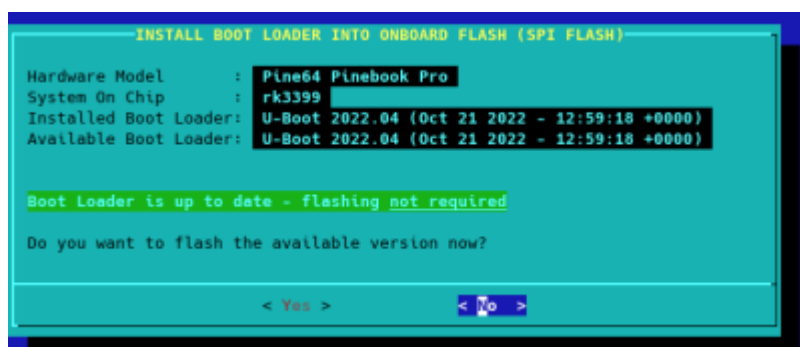 INSTALL BOOT LOADER INTO ONBOARD FLASH (SPI FLASH)
Hardware Model : Pine64 Pinebook Pro
System On Chip : rk3399
Installed Boot Loader: U-Boot 2022.04 (Oct 21 2022 - 12:59:18 +0000)
Available Boot Loader: U-Boot 2022.04 (Oct 21 2022 - 12:59:18 +0000)
Boot Loader is up to date - flashing not required
Do you want to flash the available version now?
< Yes > < No >